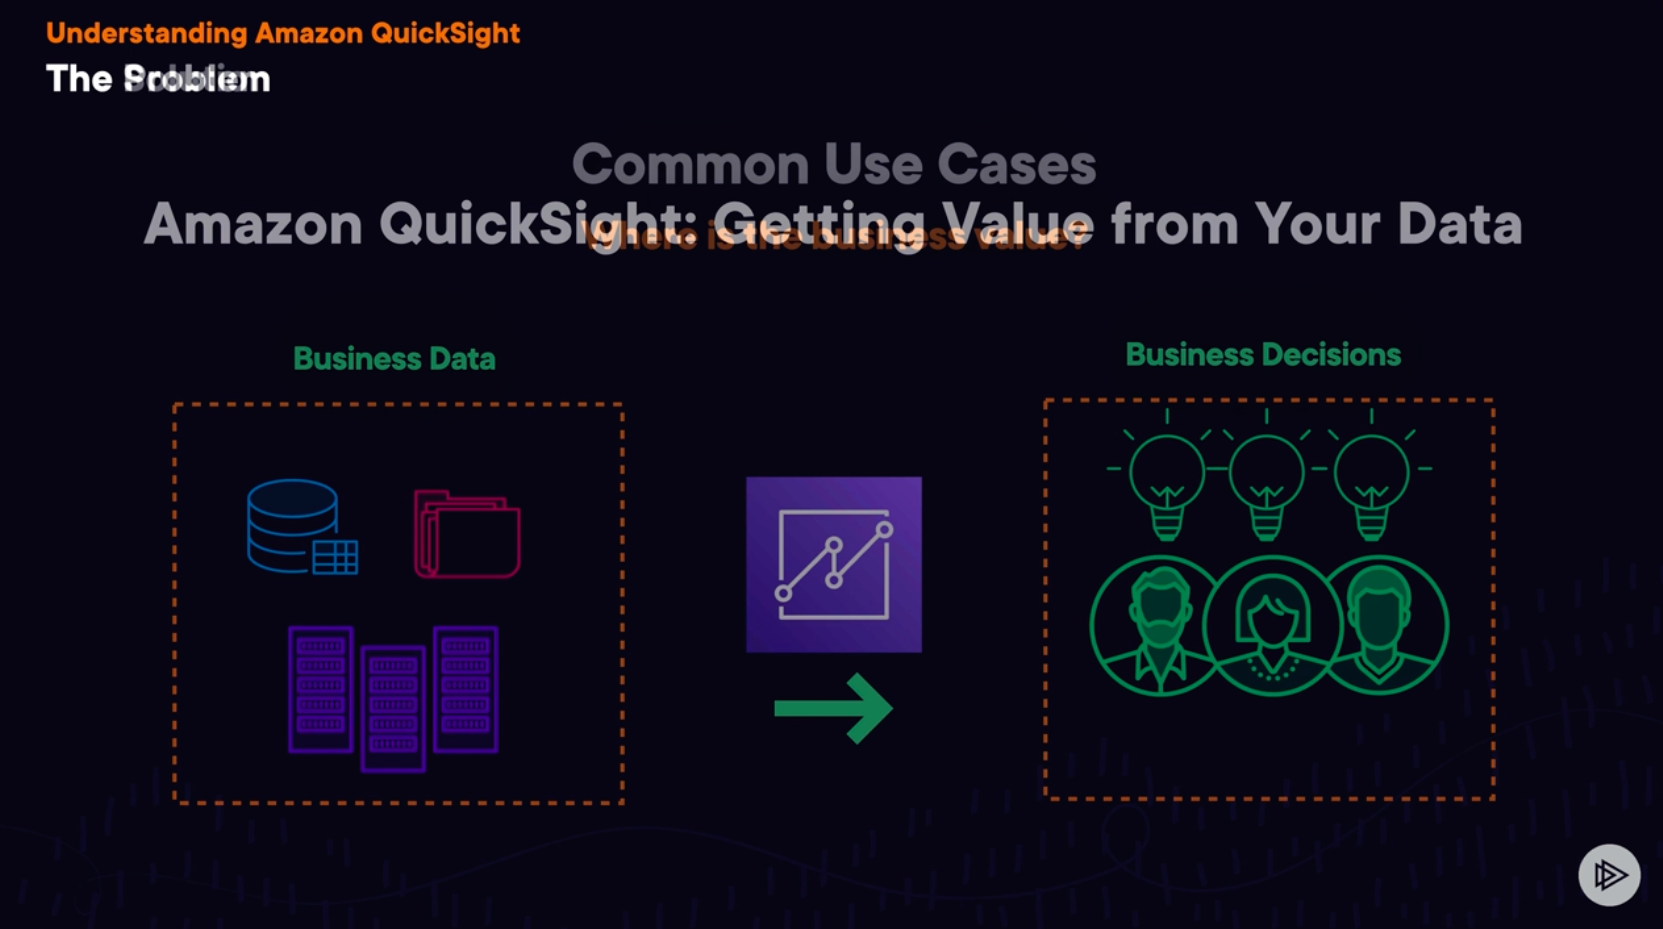 Understanding Amazon QuickSight
The Problem
Common Use Cases
Amazon QuickSight: Getting Value from Your Data
Where is the business value?
Business Data
Business Decisions